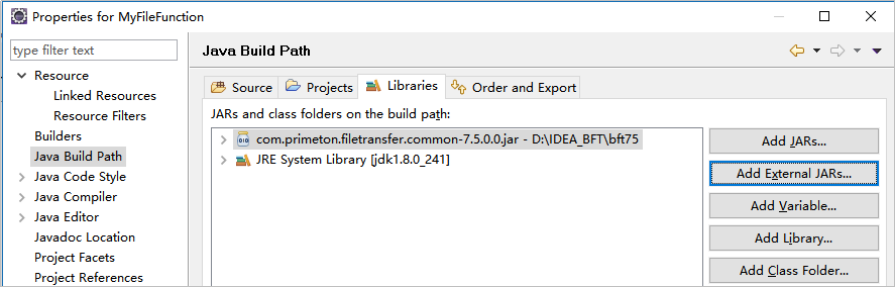 Properties for MyFileFunction
type filter text
Resource
Linked Resources
Resource Filters
Builders
Java Build Path
Java Code Style
Java Compiler
Java Editor
Javadoc Location
Project Facets
Project References
Java Build Path
Source Projects Libraries Order and Export
JARs and class folders on the build path:
com.primeton.filetransfer.common-7.5.0.0.jar - D:\IDEA_BFT\bft75
JRE System Library [jdk1.8.0_241]
Add JARs...
Add External JARs...
Add Variable...
Add Library...
Add Class Folder...